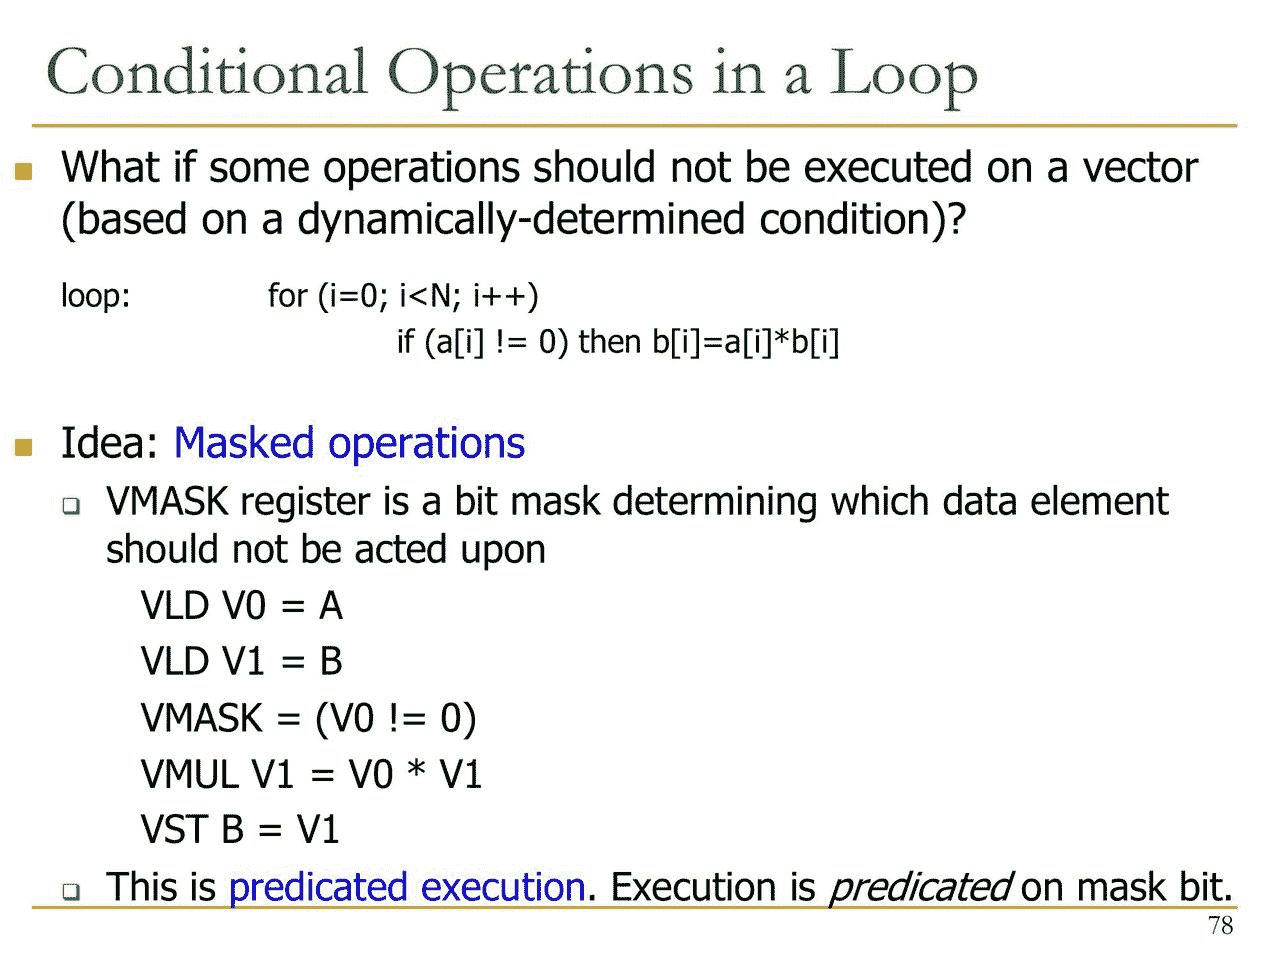 Conditional Operations in a Loop
What if some operations should not be executed on a vector
(based on a dynamically-determined condition)?
loop: for (i=0; i<N; i++)
if (a[i] != 0) then b[i]=a[i]*b[i]
Idea: Masked operations
VMASK register is a bit mask determining which data element
should not be acted upon
VLD V0 = A
VLD V1 = B
VMASK = (V0 != 0)
VMUL V1 = V0 * V1
VST B = V1
This is predicated execution. Execution is predicated on mask bit.
78